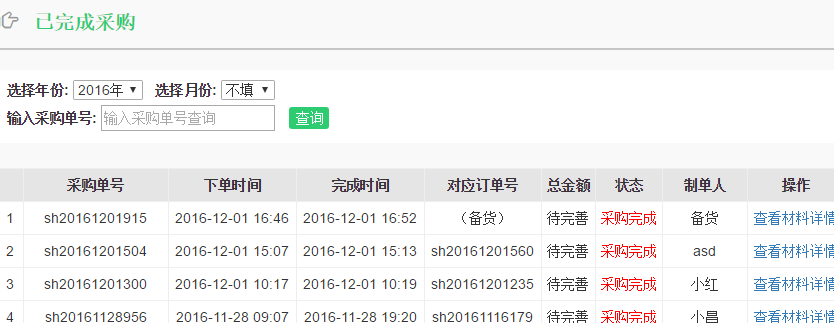 已完成采购
选择年份: 2016年 选择月份: 不填
输入采购单号: 输入采购单号查询 查询
采购单号 下单时间 完成时间 对应订单号 总金额 状态 制单人 操作
1 sh20161201915 2016-12-01 16:46 2016-12-01 16:52 （备货） 待完善 采购完成 备货 查看材料详情
2 sh20161201504 2016-12-01 15:07 2016-12-01 15:13 sh20161201560 待完善 采购完成 asd 查看材料详情
3 sh20161201300 2016-12-01 10:17 2016-12-01 10:19 sh20161201235 待完善 采购完成 小红 查看材料详情
4 sh20161128956 2016-11-28 09:07 2016-11-28 19:20 sh20161116179 待完善 采购完成 小昌 查看材料详情